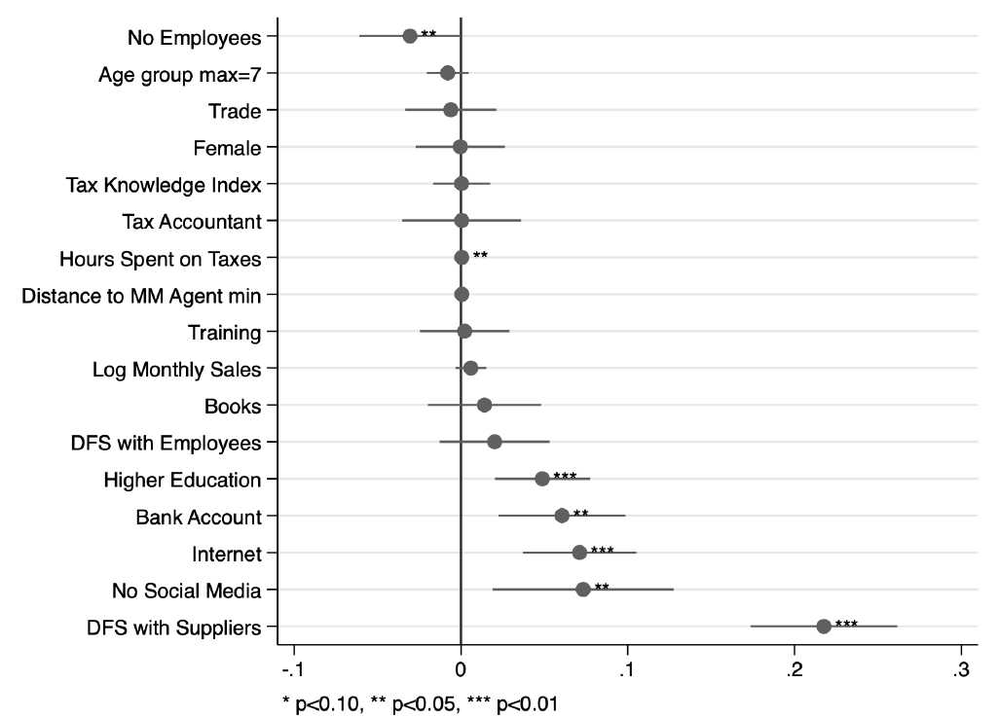 No Employees **
Age group max=7
Trade
Female
Tax Knowledge Index
Tax Accountant
Hours Spent on Taxes **
Distance to MM Agent min
Training
Log Monthly Sales
Books
DFS with Employees
Higher Education ***
Bank Account **
Internet ***
No Social Media **
DFS with Suppliers ***
-.1 0 .1 .2 .3
* p<0.10, ** p<0.05, *** p<0.01